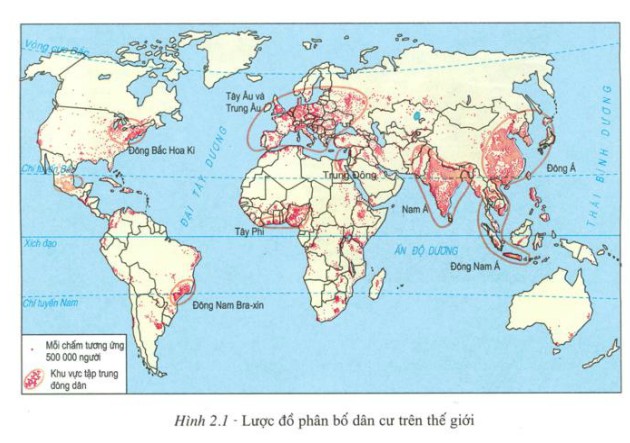 Vòng cực Bắc
Tây Âu và
Trung Âu
Đông Bắc Hoa Kì
ĐẠI TÂY DƯƠNG
THÁI BÌNH DƯƠNG
Chí tuyến Bắc
Trung Đông
Đông Á
Nam Á
Tây Phi
Xích đạo
ẤN ĐỘ DƯƠNG
Đông Nam Á
Chí tuyến Nam
Đông Nam Bra-xin
Mỗi chấm tương ứng
500 000 người
Khu vực tập trung
đông dân
Hình 2.1 - Lược đồ phân bố dân cư trên thế giới